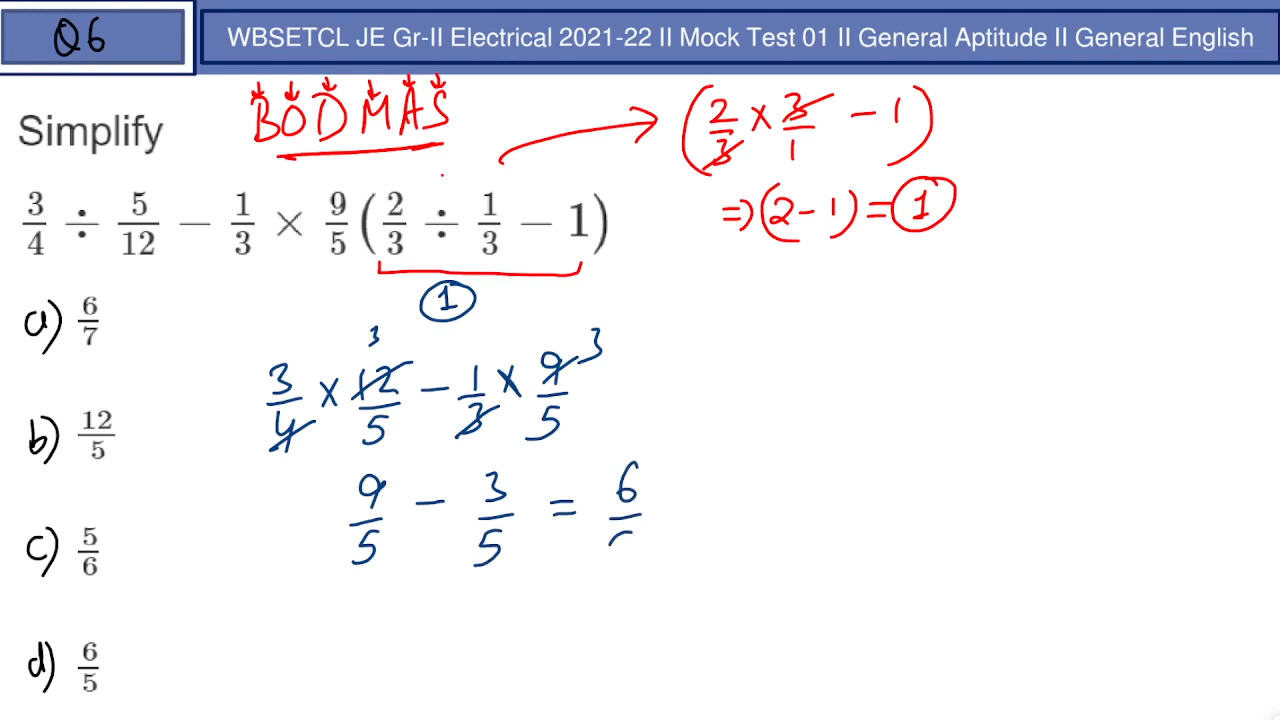 Q6
WBSETCL JE Gr-II Electrical 2021-22 II Mock Test 01 II General Aptitude II General English
Simplify
BODMAS
(2/3 × 3/1 − 1)
⇒ (2 − 1) = 1
3/4 ÷ 5/12 − 1/3 × 9/5 (2/3 ÷ 1/3 − 1)
1
a) 6/7
3 3
3/4 × 12/5 − 1/3 × 9/5
b) 12/5
9/5 − 3/5 = 6/
c) 5/6
d) 6/5